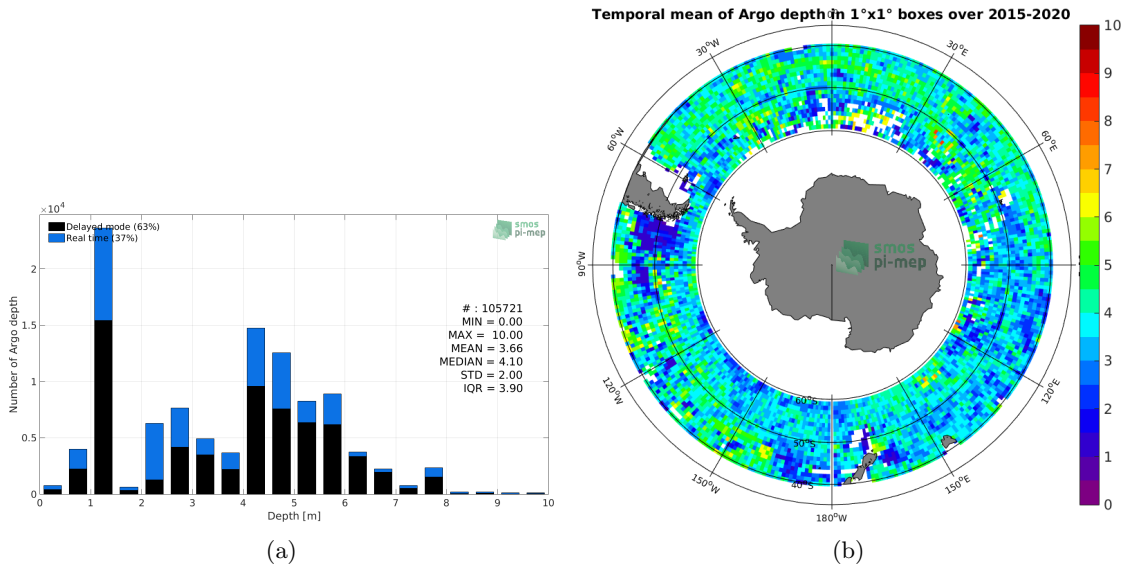 ×10⁴
Delayed mode (63%)
Real time (37%)
smos
pi-mep
2
1.5
1
0.5
0
# : 105721
MIN = 0.00
MAX = 10.00
MEAN = 3.66
MEDIAN = 4.10
STD = 2.00
IQR = 3.90
Number of Argo depth
0 1 2 3 4 5 6 7 8 9 10
Depth [m]
(a)
Temporal mean of Argo depth in 1°x1° boxes over 2015-2020
0°
30°W
30°E
60°W
60°E
90°W
120°W
120°E
150°W
150°E
180°W
60°S
50°S
40°S
smos
pi-mep
10
9
8
7
6
5
4
3
2
1
0
(b)